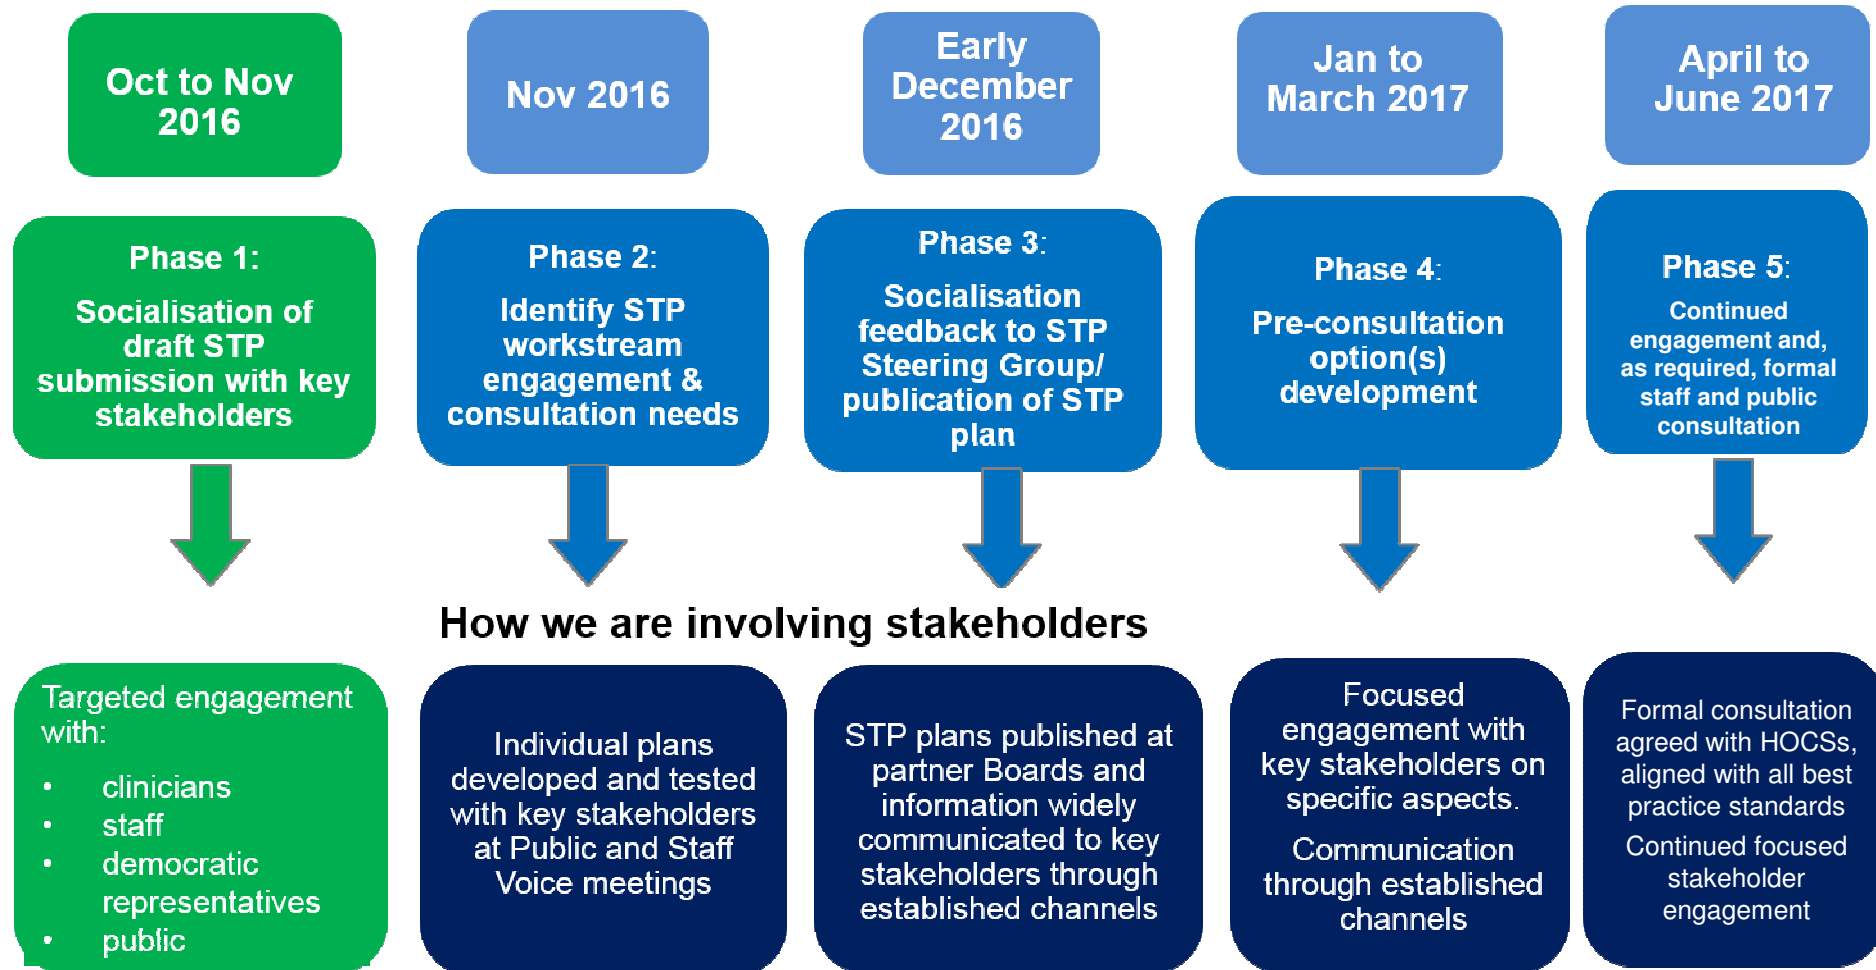 Oct to Nov
2016
Nov 2016
Early
December
2016
Jan to
March 2017
April to
June 2017
Phase 1:
Socialisation of
draft STP
submission with key
stakeholders
Phase 2:
Identify STP
workstream
engagement &
consultation needs
Phase 3:
Socialisation
feedback to STP
Steering Group/
publication of STP
plan
Phase 4:
Pre-consultation
option(s)
development
Phase 5:
Continued
engagement and,
as required, formal
staff and public
consultation
How we are involving stakeholders
Targeted engagement
with:
• clinicians
• staff
• democratic
representatives
• public
Individual plans
developed and tested
with key stakeholders
at Public and Staff
Voice meetings
STP plans published at
partner Boards and
information widely
communicated to key
stakeholders through
established channels
Focused
engagement with
key stakeholders on
specific aspects.
Communication
through established
channels
Formal consultation
agreed with HOCSs,
aligned with all best
practice standards
Continued focused
stakeholder
engagement